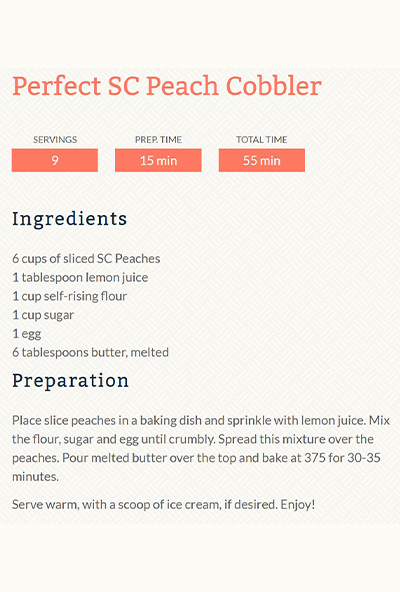 Perfect SC Peach Cobbler
SERVINGS PREP. TIME TOTAL TIME
9 15 min 55 min
Ingredients
6 cups of sliced SC Peaches
1 tablespoon lemon juice
1 cup self-rising flour
1 cup sugar
1 egg
6 tablespoons butter, melted
Preparation
Place slice peaches in a baking dish and sprinkle with lemon juice. Mix
the flour, sugar and egg until crumbly. Spread this mixture over the
peaches. Pour melted butter over the top and bake at 375 for 30-35
minutes.
Serve warm, with a scoop of ice cream, if desired. Enjoy!